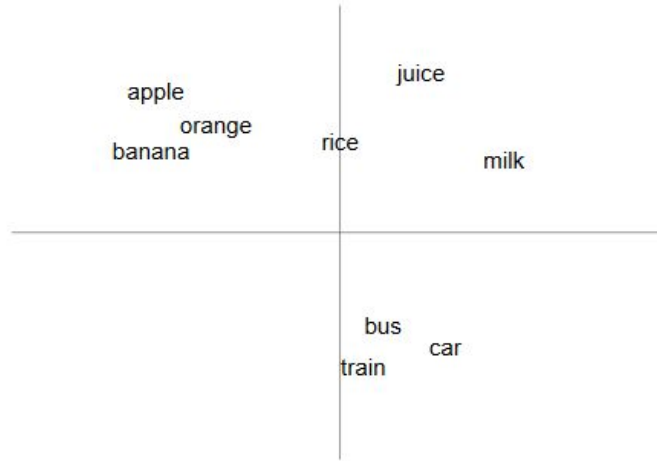 juice
apple
orange
rice
banana
milk
bus
car
train